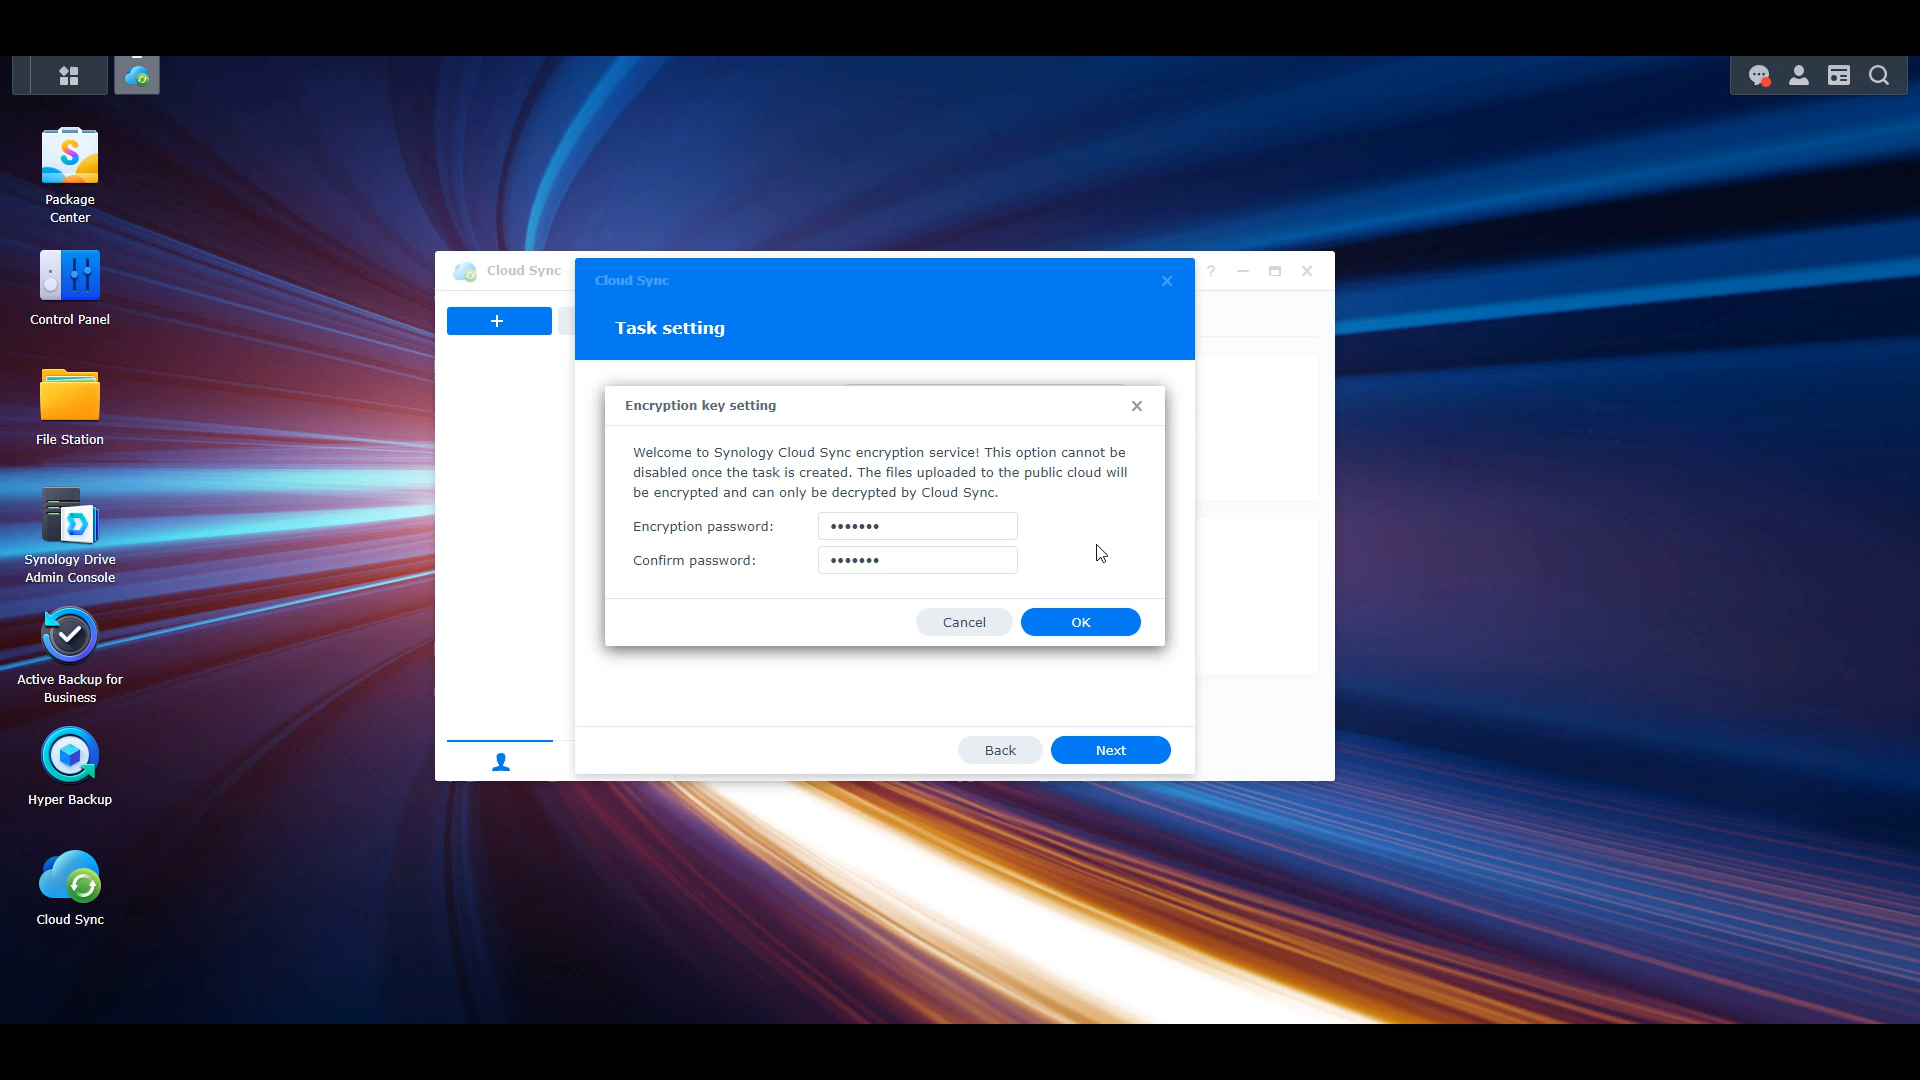 Package
Center
Control Panel
File Station
Synology Drive
Admin Console
Active Backup for
Business
Hyper Backup
Cloud Sync
Cloud Sync
?
Cloud Sync
Task setting
Encryption key setting
Welcome to Synology Cloud Sync encryption service! This option cannot be
disabled once the task is created. The files uploaded to the public cloud will
be encrypted and can only be decrypted by Cloud Sync.
Encryption password: •••••••
Confirm password: •••••••
Cancel OK
Back Next